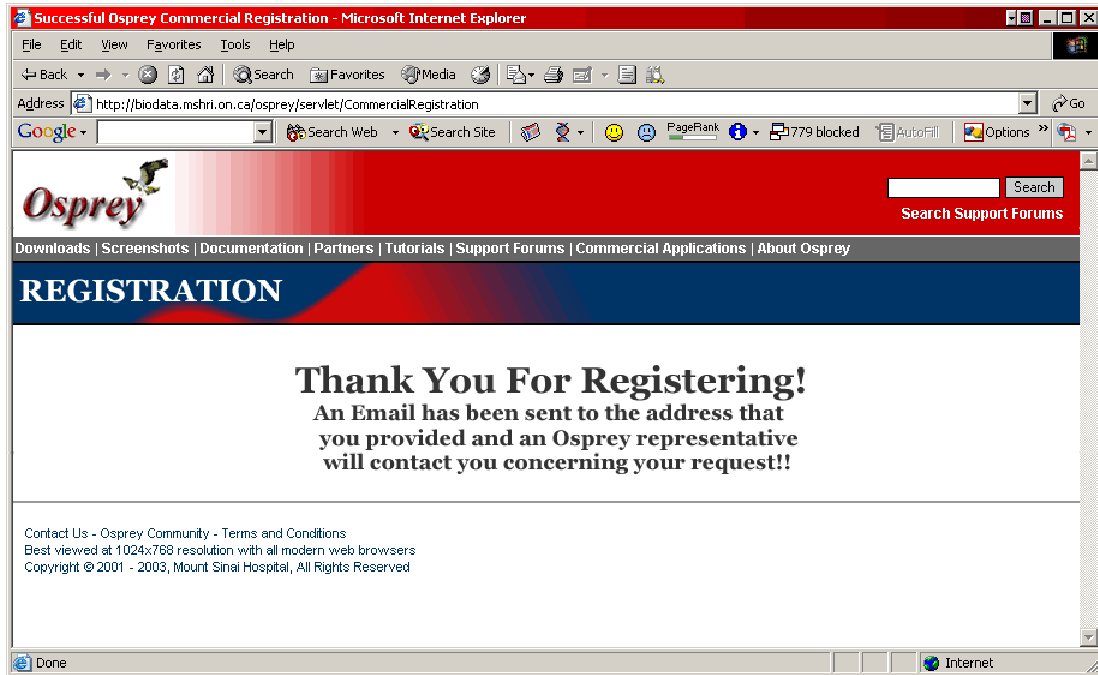 Successful Osprey Commercial Registration - Microsoft Internet Explorer
File Edit View Favorites Tools Help
Back Search Favorites Media
Address http://biodata.mshri.on.ca/osprey/servlet/CommercialRegistration Go
Google Search Web Search Site PageRank 779 blocked AutoFill Options »
Osprey
Search
Search Support Forums
Downloads | Screenshots | Documentation | Partners | Tutorials | Support Forums | Commercial Applications | About Osprey
REGISTRATION
Thank You For Registering!
An Email has been sent to the address that
you provided and an Osprey representative
will contact you concerning your request!!
Contact Us - Osprey Community - Terms and Conditions
Best viewed at 1024x768 resolution with all modern web browsers
Copyright © 2001 - 2003, Mount Sinai Hospital, All Rights Reserved
Done Internet